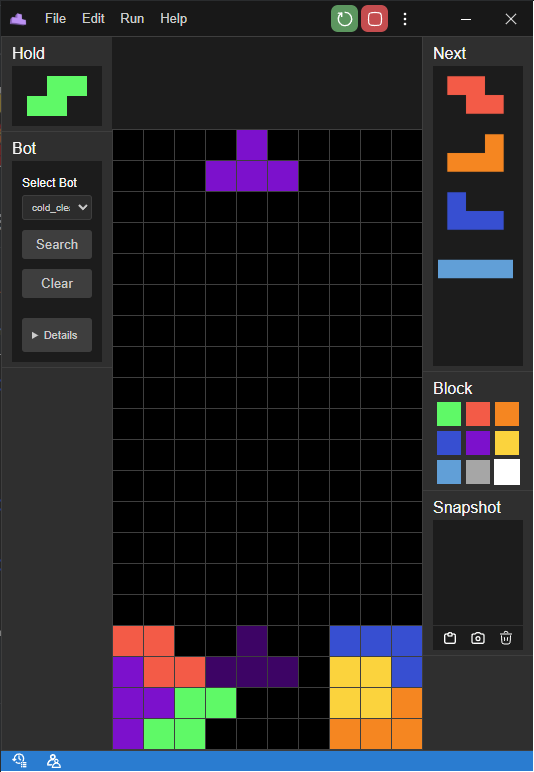 File Edit Run Help
Hold
Bot
Select Bot
cold_clea
Search
Clear
Details
Next
Block
Snapshot